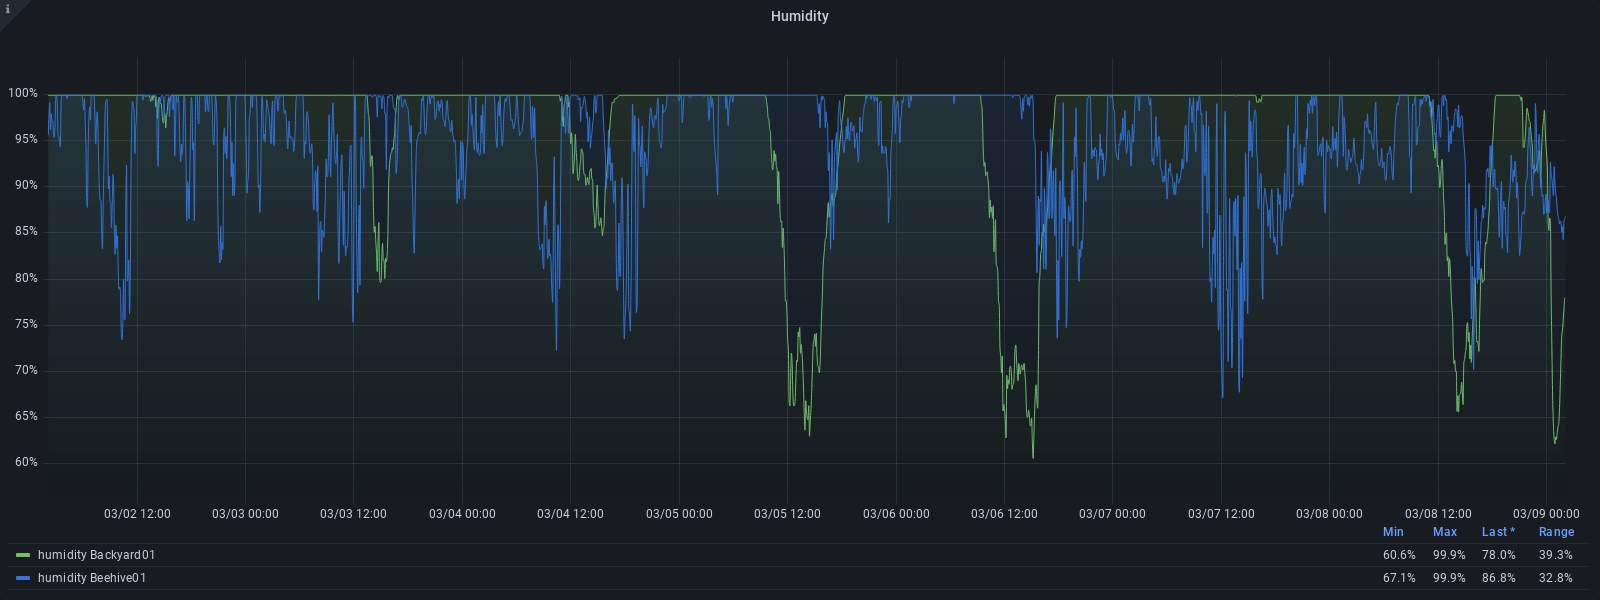 i
Humidity
100%
95%
90%
85%
80%
75%
70%
65%
60%
03/02 12:00 03/03 00:00 03/03 12:00 03/04 00:00 03/04 12:00 03/05 00:00 03/05 12:00 03/06 00:00 03/06 12:00 03/07 00:00 03/07 12:00 03/08 00:00 03/08 12:00 03/09 00:00
Min Max Last * Range
humidity Backyard01 60.6% 99.9% 78.0% 39.3%
humidity Beehive01 67.1% 99.9% 86.8% 32.8%